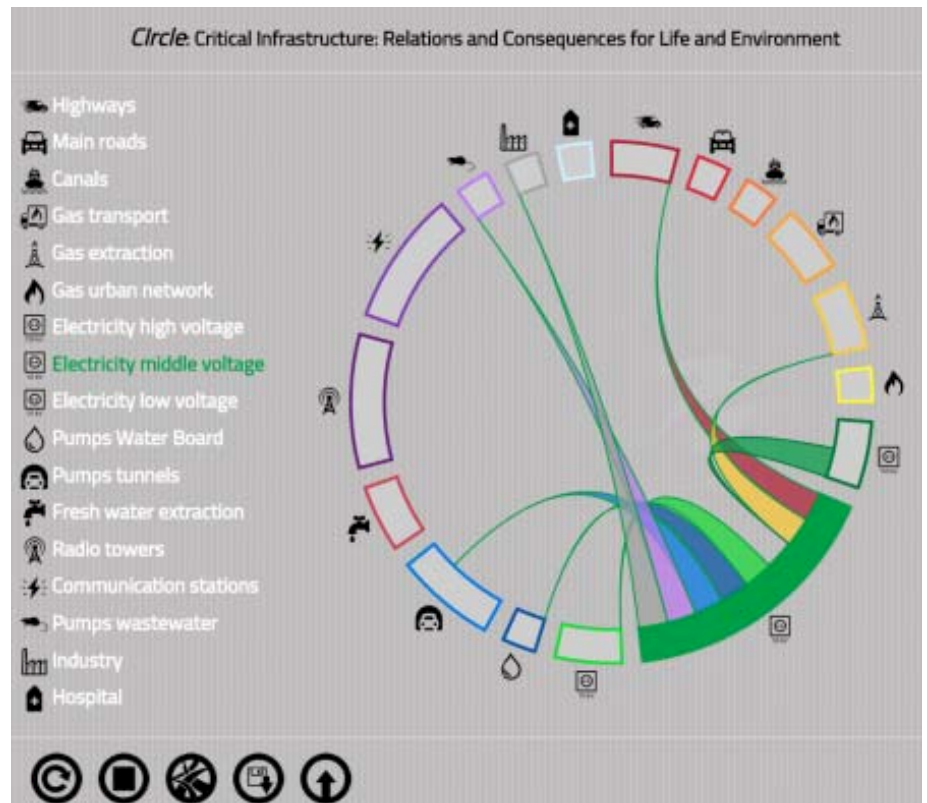 CIrcle: Critical Infrastructure: Relations and Consequences for Life and Environment
Highways
Main roads
Canals
Gas transport
Gas extraction
Gas urban network
Electricity high voltage
Electricity middle voltage
Electricity low voltage
Pumps Water Board
Pumps tunnels
Fresh water extraction
Radio towers
Communication stations
Pumps wastewater
Industry
Hospital